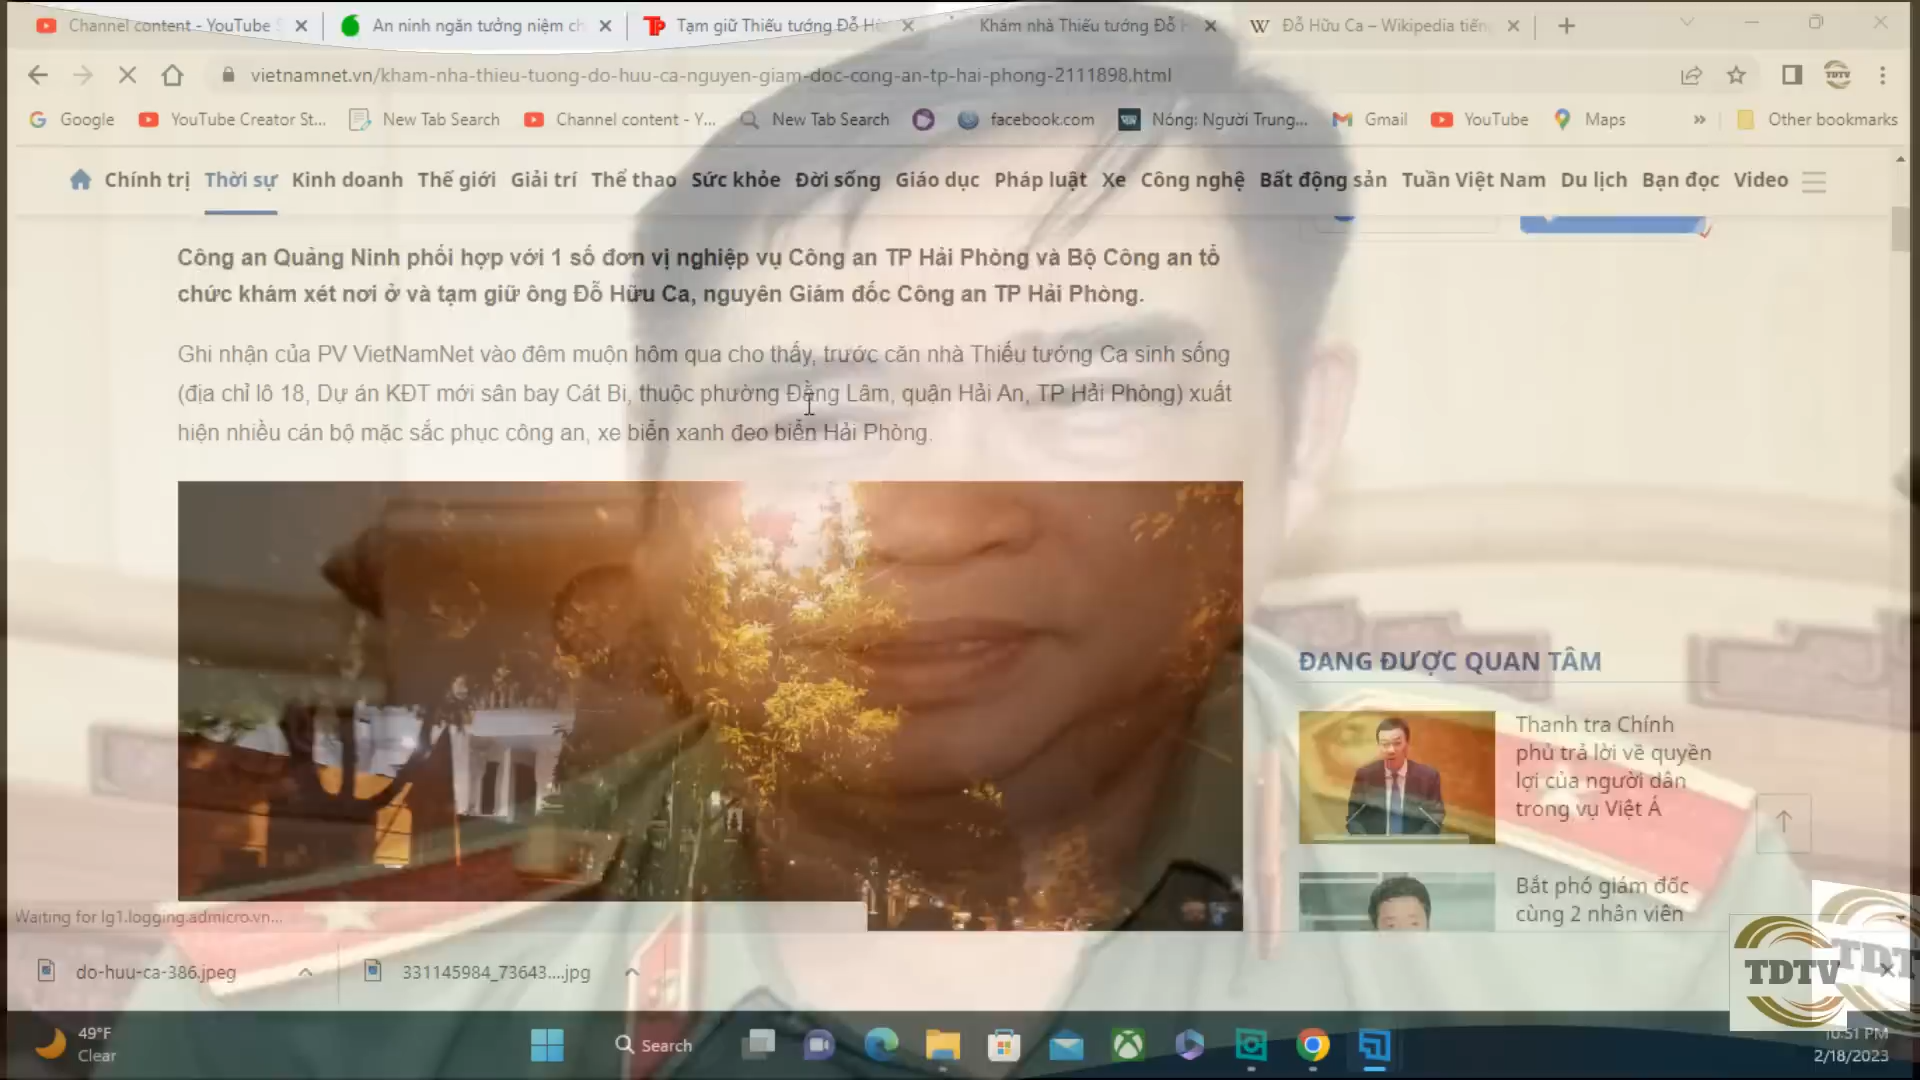 Channel content - YouTube S
An ninh ngăn tưởng niệm ch
Tạm giữ Thiếu tướng Đỗ Hữ
Khám nhà Thiếu tướng Đỗ H
Đỗ Hữu Ca – Wikipedia tiến
vietnamnet.vn/kham-nha-thieu-tuong-do-huu-ca-nguyen-giam-doc-cong-an-tp-hai-phong-2111898.html
Google
YouTube Creator St...
New Tab Search
Channel content - Y...
New Tab Search
facebook.com
Nóng: Người Trung...
Gmail
YouTube
Maps
»
Other bookmarks
Chính trị Thời sự Kinh doanh Thế giới Giải trí Thể thao Sức khỏe Đời sống Giáo dục Pháp luật Xe Công nghệ Bất động sản Tuần Việt Nam Du lịch Bạn đọc Video
Công an Quảng Ninh phối hợp với 1 số đơn vị nghiệp vụ Công an TP Hải Phòng và Bộ Công an tổ
chức khám xét nơi ở và tạm giữ ông Đỗ Hữu Ca, nguyên Giám đốc Công an TP Hải Phòng.
Ghi nhận của PV VietNamNet vào đêm muộn hôm qua cho thấy, trước căn nhà Thiếu tướng Ca sinh sống
(địa chỉ lô 18, Dự án KĐT mới sân bay Cát Bi, thuộc phường Đằng Lâm, quận Hải An, TP Hải Phòng) xuất
hiện nhiều cán bộ mặc sắc phục công an, xe biển xanh đeo biển Hải Phòng.
ĐANG ĐƯỢC QUAN TÂM
Thanh tra Chính
phủ trả lời về quyền
lợi của người dân
trong vụ Việt Á
Bắt phó giám đốc
cùng 2 nhân viên
Waiting for lg1.logging.admicro.vn...
do-huu-ca-386.jpeg
331145984_73643....jpg
TDTV
49°F
Clear
Search
10:51 PM
2/18/2023